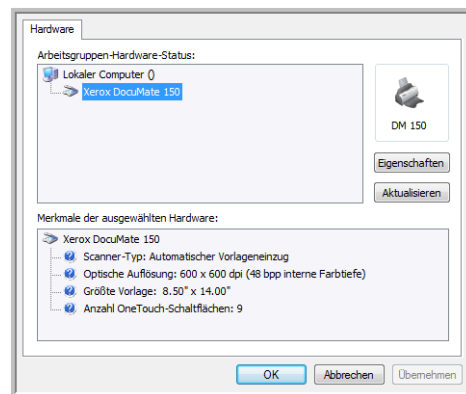 Hardware
Arbeitsgruppen-Hardware-Status:
Lokaler Computer ()
Xerox DocuMate 150
DM 150
Eigenschaften
Aktualisieren
Merkmale der ausgewählten Hardware:
Xerox DocuMate 150
Scanner-Typ: Automatischer Vorlageneinzug
Optische Auflösung: 600 x 600 dpi (48 bpp interne Farbtiefe)
Größte Vorlage: 8.50" x 14.00"
Anzahl OneTouch-Schaltflächen: 9
OK Abbrechen Übernehmen